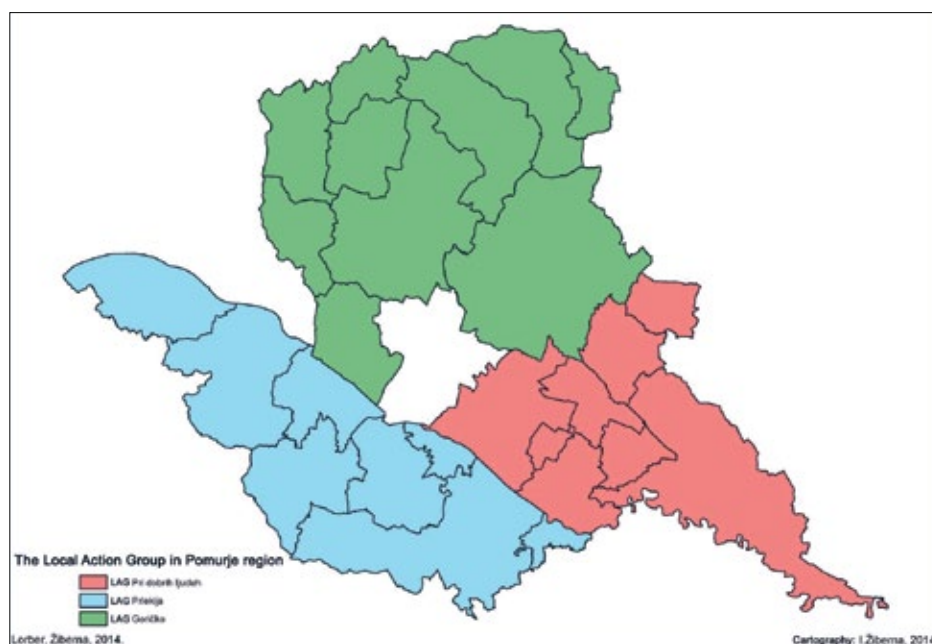 The Local Action Group in Pomurje region
LAG Pri dobrih ljudeh
LAG Prlekija
LAG Goričko
Lorber, Žiberna, 2014.
Cartography: I.Žiberna, 2014